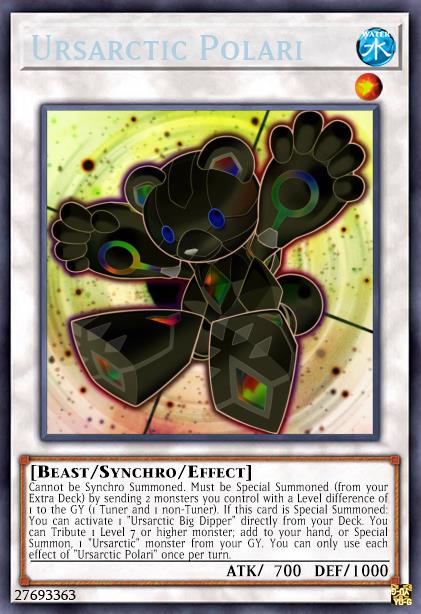 URSARCTIC POLARI
WATER
水
[BEAST/SYNCHRO/EFFECT]
Cannot be Synchro Summoned. Must be Special Summoned (from your
Extra Deck) by sending 2 monsters you control with a Level difference of
1 to the GY (1 Tuner and 1 non-Tuner). If this card is Special Summoned:
You can activate 1 "Ursarctic Big Dipper" directly from your Deck. You
can Tribute 1 Level 7 or higher monster; add to your hand, or Special
Summon, 1 "Ursarctic" monster from your GY. You can only use each
effect of "Ursarctic Polari" once per turn.
ATK/ 700 DEF/1000
27693363